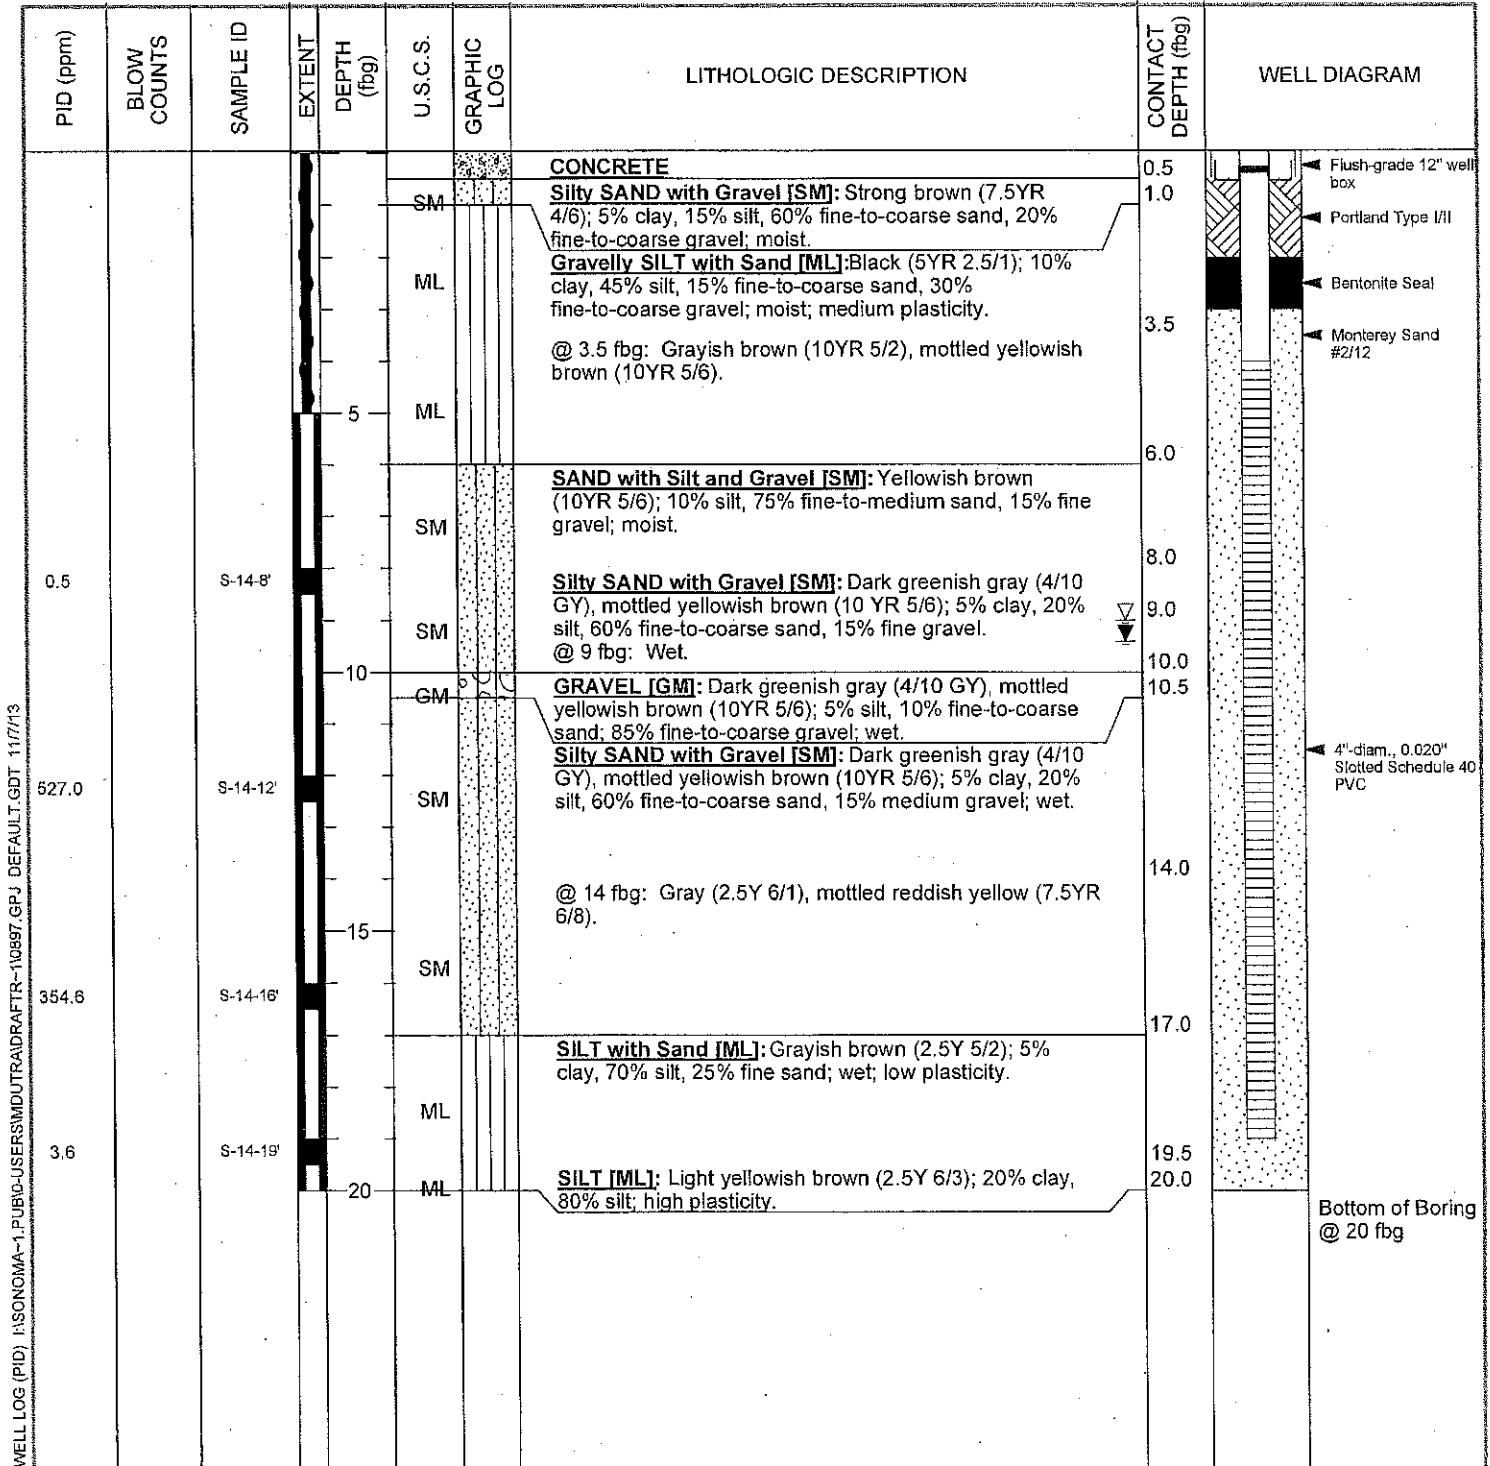 PID (ppm)
BLOW
COUNTS
SAMPLE ID
EXTENT
DEPTH
(fbg)
U.S.C.S.
GRAPHIC
LOG
LITHOLOGIC DESCRIPTION
CONTACT
DEPTH (fbg)
WELL DIAGRAM
CONCRETE
0.5
Flush-grade 12" well
box
SM
Silty SAND with Gravel [SM]: Strong brown (7.5YR
4/6); 5% clay, 15% silt, 60% fine-to-coarse sand, 20%
fine-to-coarse gravel; moist.
1.0
Portland Type I/II
ML
Gravelly SILT with Sand [ML]:Black (5YR 2.5/1); 10%
clay, 45% silt, 15% fine-to-coarse sand, 30%
fine-to-coarse gravel; moist; medium plasticity.
Bentonite Seal
3.5
Monterey Sand
#2/12
@ 3.5 fbg: Grayish brown (10YR 5/2), mottled yellowish
brown (10YR 5/6).
5
ML
6.0
SAND with Silt and Gravel [SM]: Yellowish brown
(10YR 5/6); 10% silt, 75% fine-to-medium sand, 15% fine
gravel; moist.
SM
8.0
0.5
S-14-8'
Silty SAND with Gravel [SM]: Dark greenish gray (4/10
GY), mottled yellowish brown (10 YR 5/6); 5% clay, 20%
silt, 60% fine-to-coarse sand, 15% fine gravel.
@ 9 fbg: Wet.
9.0
SM
10.0
10
GM
GRAVEL [GM]: Dark greenish gray (4/10 GY), mottled
yellowish brown (10YR 5/6); 5% silt, 10% fine-to-coarse
sand; 85% fine-to-coarse gravel; wet.
10.5
Silty SAND with Gravel [SM]: Dark greenish gray (4/10
GY), mottled yellowish brown (10YR 5/6); 5% clay, 20%
silt, 60% fine-to-coarse sand, 15% medium gravel; wet.
4"-diam., 0.020"
Slotted Schedule 40
PVC
527.0
S-14-12'
SM
14.0
@ 14 fbg: Gray (2.5Y 6/1), mottled reddish yellow (7.5YR
6/8).
15
SM
354.6
S-14-16'
17.0
SILT with Sand [ML]: Grayish brown (2.5Y 5/2); 5%
clay, 70% silt, 25% fine sand; wet; low plasticity.
ML
3.6
S-14-19'
19.5
20
ML
SILT [ML]: Light yellowish brown (2.5Y 6/3); 20% clay,
80% silt; high plasticity.
20.0
Bottom of Boring
@ 20 fbg
WELL LOG (PID) I:\SONOMA~1.PUB\0-USERS\MDUTRA\DRAFTR~1\0897.GPJ DEFAULT.GDT 11/7/13